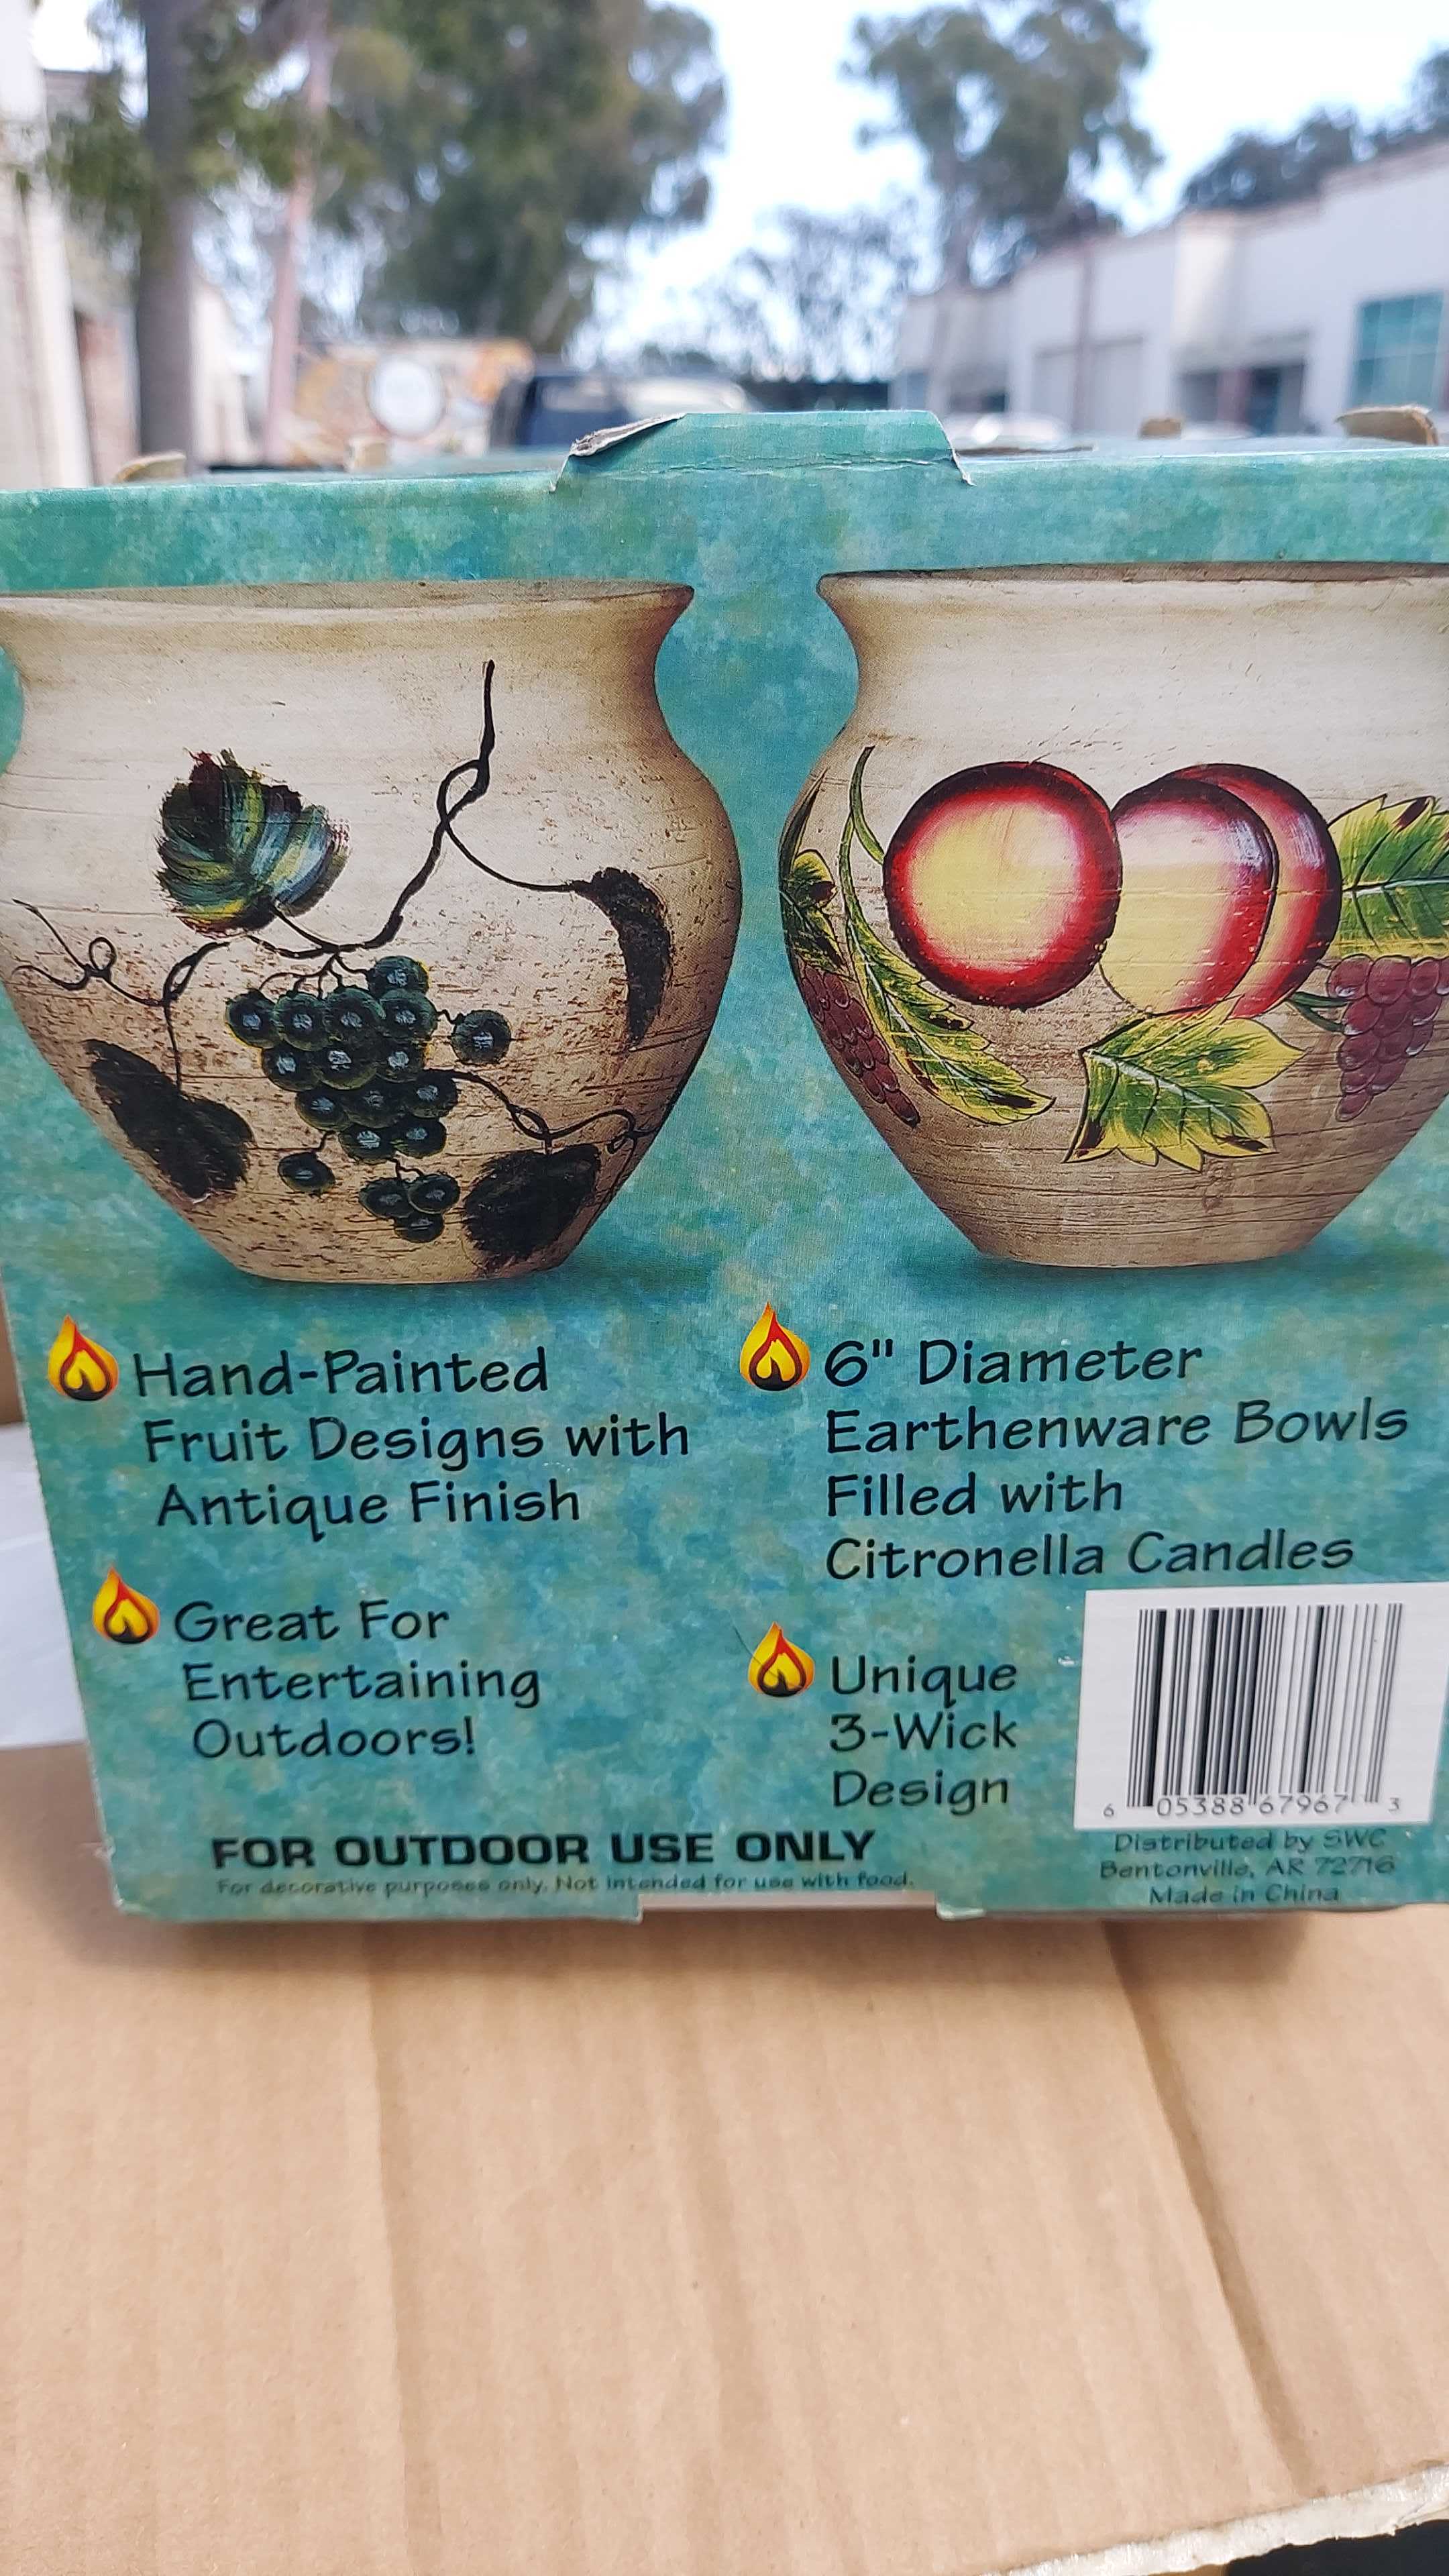 Hand-Painted
Fruit Designs with
Antique Finish
Great For
Entertaining
Outdoors!
6" Diameter
Earthenware Bowls
Filled with
Citronella Candles
Unique
3-Wick
Design
6 05388 67967 3
Distributed by SWC
Bentonville, AR 72716
Made in China
FOR OUTDOOR USE ONLY
For decorative purposes only. Not intended for use with food.